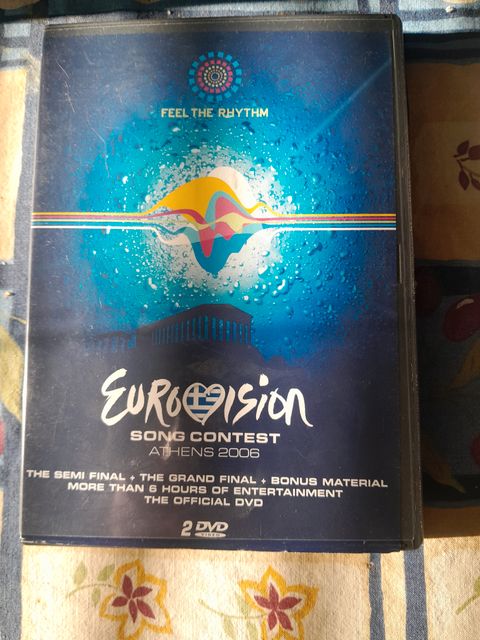 FEEL THE RHYTHM
EUROVISION
SONG CONTEST
ATHENS 2006
THE SEMI FINAL + THE GRAND FINAL + BONUS MATERIAL
MORE THAN 6 HOURS OF ENTERTAINMENT
THE OFFICIAL DVD
2 DVD
VIDEO